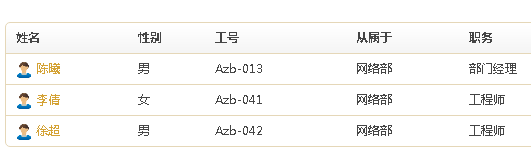 姓名 性别 工号 从属于 职务
陈曦 男 Azb-013 网络部 部门经理
李倩 女 Azb-041 网络部 工程师
徐超 男 Azb-042 网络部 工程师